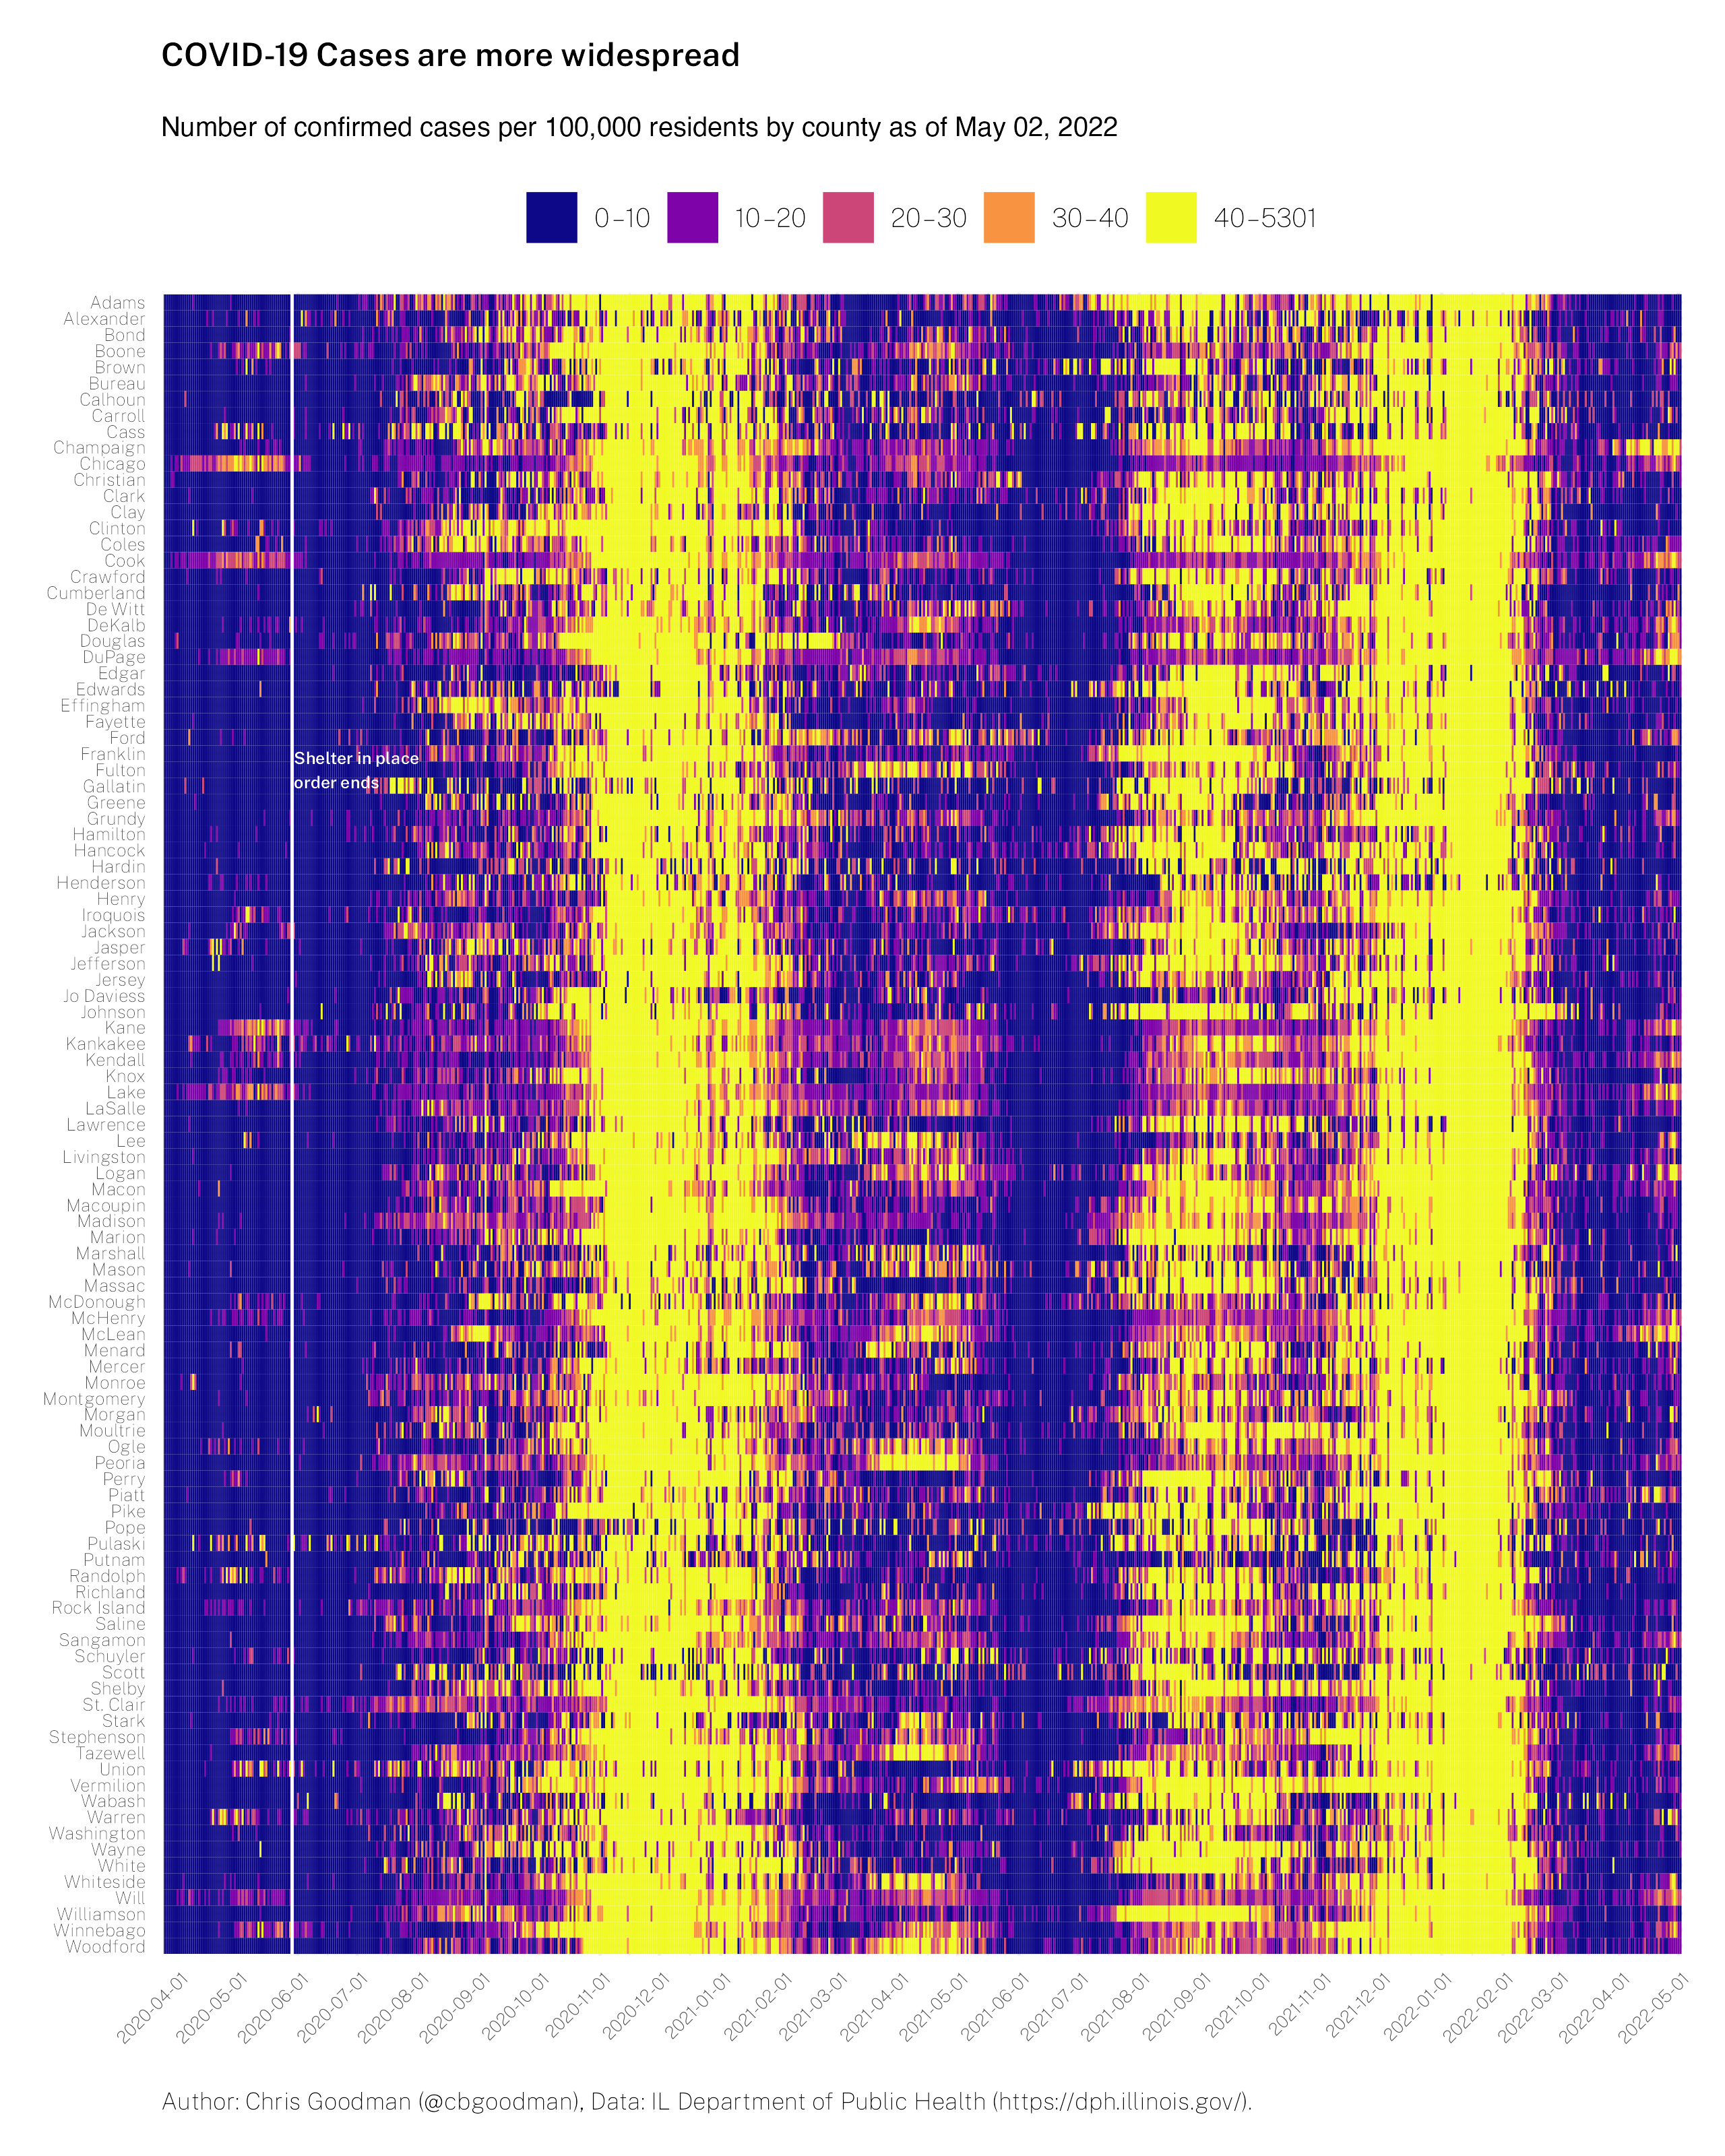 COVID-19 Cases are more widespread
Number of confirmed cases per 100,000 residents by county as of May 02, 2022
0–10 10–20 20–30 30–40 40–5301
Adams
Alexander
Bond
Boone
Brown
Bureau
Calhoun
Carroll
Cass
Champaign
Chicago
Christian
Clark
Clay
Clinton
Coles
Cook
Crawford
Cumberland
De Witt
DeKalb
Douglas
DuPage
Edgar
Edwards
Effingham
Fayette
Ford
Franklin
Fulton
Gallatin
Greene
Grundy
Hamilton
Hancock
Hardin
Henderson
Henry
Iroquois
Jackson
Jasper
Jefferson
Jersey
Jo Daviess
Johnson
Kane
Kankakee
Kendall
Knox
Lake
LaSalle
Lawrence
Lee
Livingston
Logan
Macon
Macoupin
Madison
Marion
Marshall
Mason
Massac
McDonough
McHenry
McLean
Menard
Mercer
Monroe
Montgomery
Morgan
Moultrie
Ogle
Peoria
Perry
Piatt
Pike
Pope
Pulaski
Putnam
Randolph
Richland
Rock Island
Saline
Sangamon
Schuyler
Scott
Shelby
St. Clair
Stark
Stephenson
Tazewell
Union
Vermilion
Wabash
Warren
Washington
Wayne
White
Whiteside
Will
Williamson
Winnebago
Woodford
Shelter in place
order ends
2020-04-01
2020-05-01
2020-06-01
2020-07-01
2020-08-01
2020-09-01
2020-10-01
2020-11-01
2020-12-01
2021-01-01
2021-02-01
2021-03-01
2021-04-01
2021-05-01
2021-06-01
2021-07-01
2021-08-01
2021-09-01
2021-10-01
2021-11-01
2021-12-01
2022-01-01
2022-02-01
2022-03-01
2022-04-01
2022-05-01
Author: Chris Goodman (@cbgoodman), Data: IL Department of Public Health (https://dph.illinois.gov/).